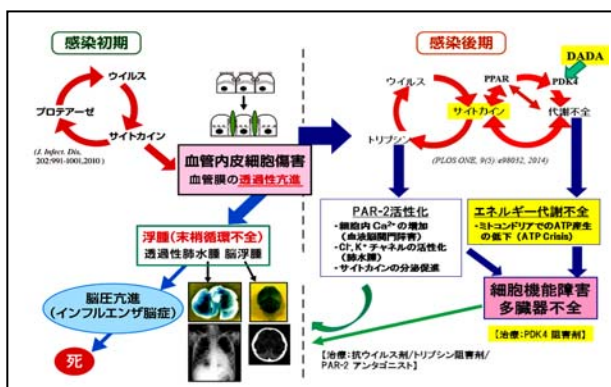 感染初期
ウイルス
プロテアーゼ
サイトカイン
(J. Infect. Dis,
202:991-1001,2010)
血管内皮細胞傷害
血管膜の透過性亢進
浮腫(末梢循環不全)
透過性肺水腫 脳浮腫
脳圧亢進
(インフルエンザ脳症)
死
感染後期
DADA
ウイルス
PPAR
PDK4
サイトカイン
代謝不全
トリプシン
(PLOS ONE, 9(5):e98032, 2014)
PAR-2活性化
・細胞内Ca²⁺の増加
(血液脳関門障害)
・Cl⁻, K⁺チャネルの活性化
(肺水腫)
・サイトカインの分泌促進
エネルギー代謝不全
・ミトコンドリアでのATP産生
の低下(ATP Crisis)
細胞機能障害
多臓器不全
【治療:PDK4 阻害剤】
【治療:抗ウイルス剤/トリプシン阻害剤/
PAR-2 アンタゴニスト】